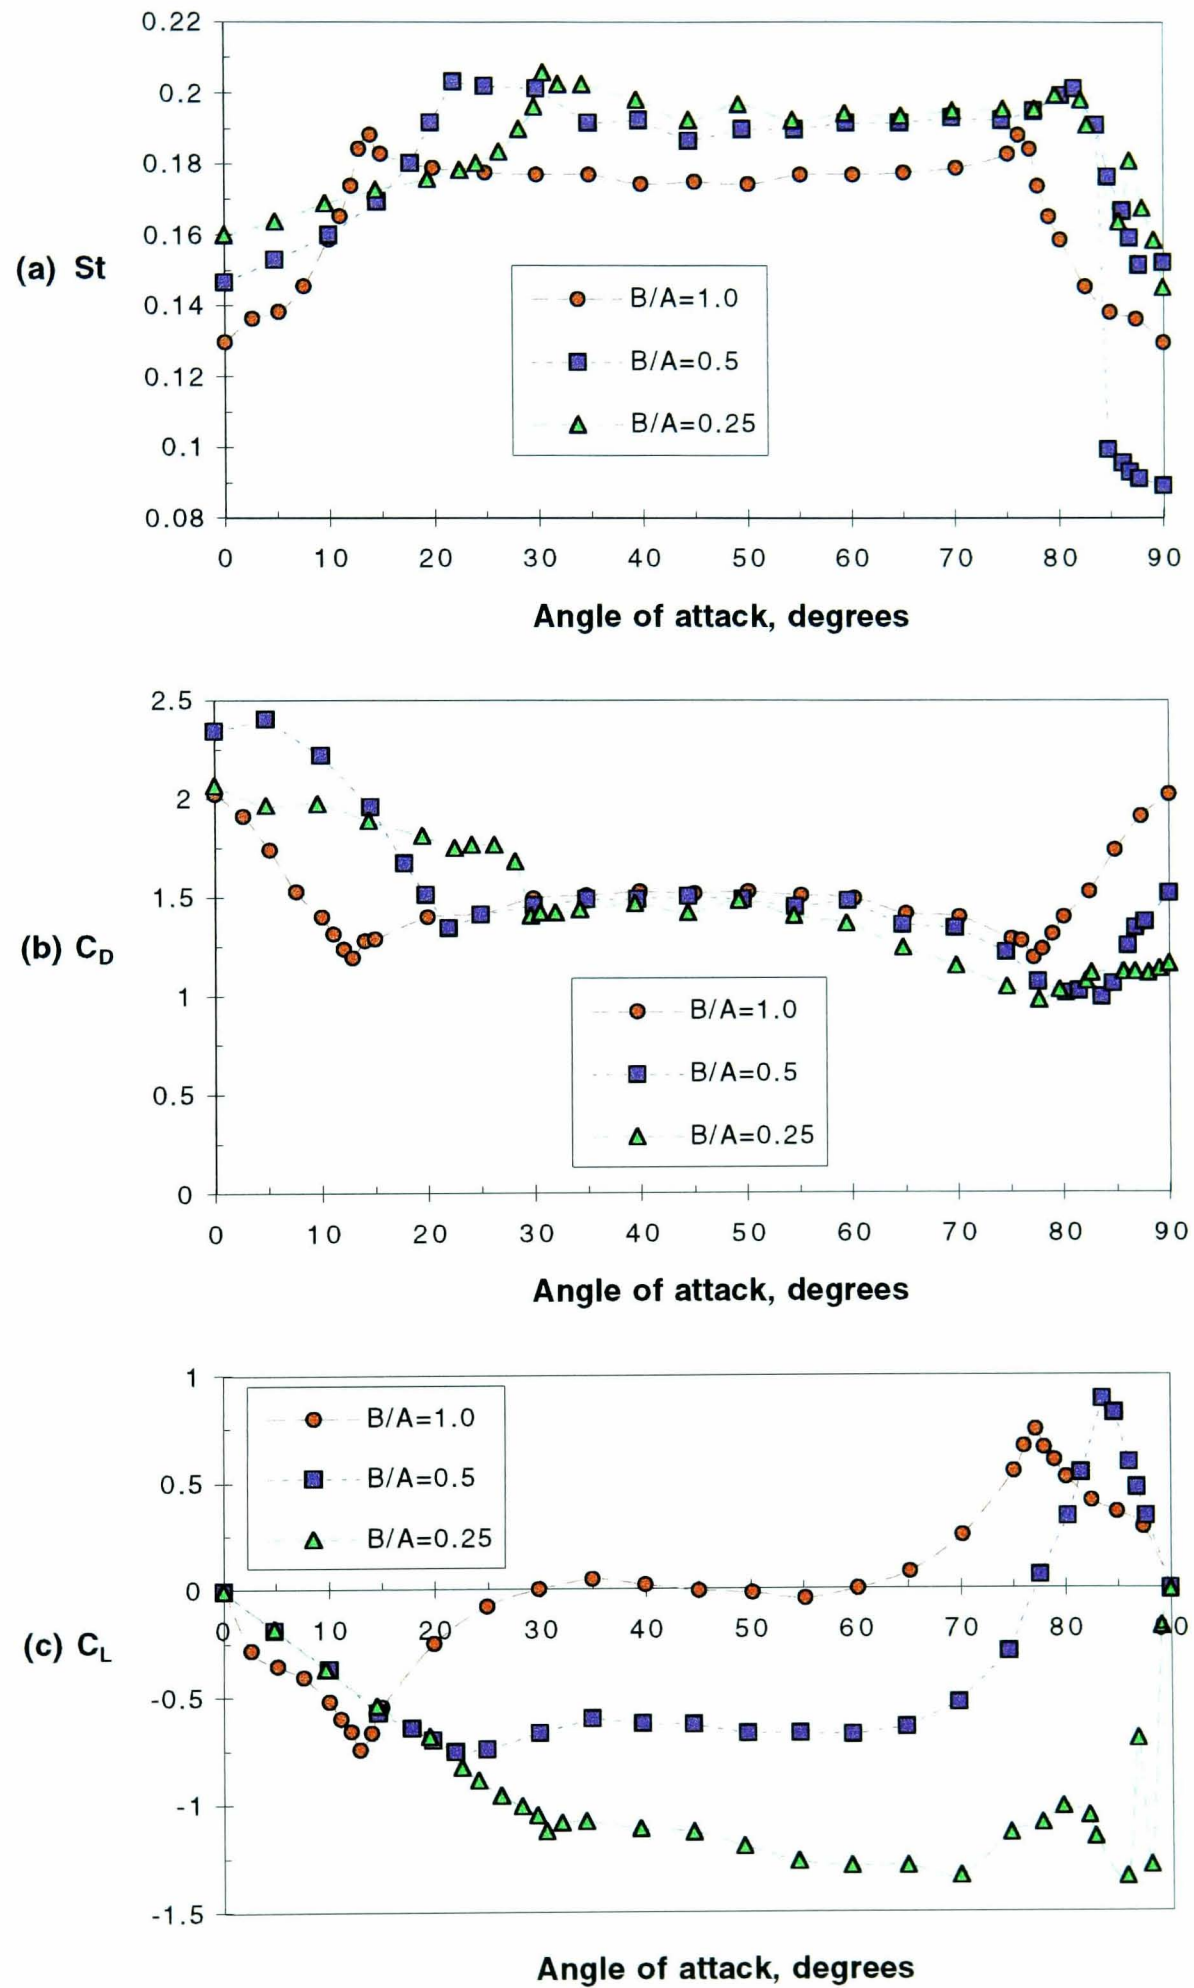 0.22
0.2
0.18
0.16
0.14
0.12
0.1
0.08
(a) St
B/A=1.0
B/A=0.5
B/A=0.25
0 10 20 30 40 50 60 70 80 90
Angle of attack, degrees
2.5
2
1.5
1
0.5
0
(b) CD
B/A=1.0
B/A=0.5
B/A=0.25
0 10 20 30 40 50 60 70 80 90
Angle of attack, degrees
1
0.5
0
-0.5
-1
-1.5
(c) CL
B/A=1.0
B/A=0.5
B/A=0.25
0 10 20 30 40 50 60 70 80 90
Angle of attack, degrees